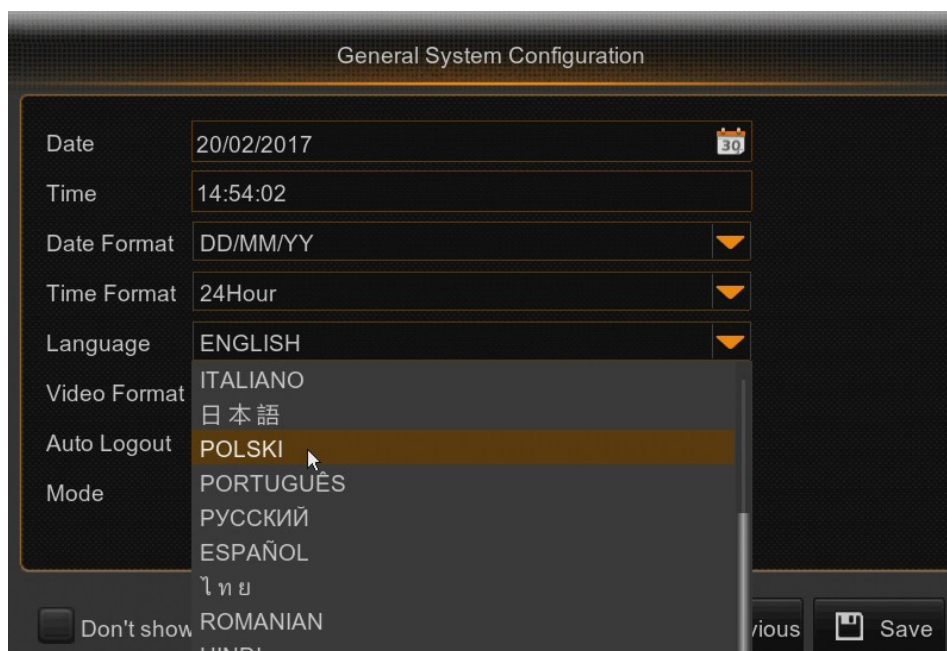 General System Configuration
Date 20/02/2017 30
Time 14:54:02
Date Format DD/MM/YY
Time Format 24Hour
Language ENGLISH
ITALIANO
Video Format
日本語
Auto Logout POLSKI
PORTUGUÊS
Mode
РУССКИЙ
ESPAÑOL
ไทย
Don't show ROMANIAN vious Save